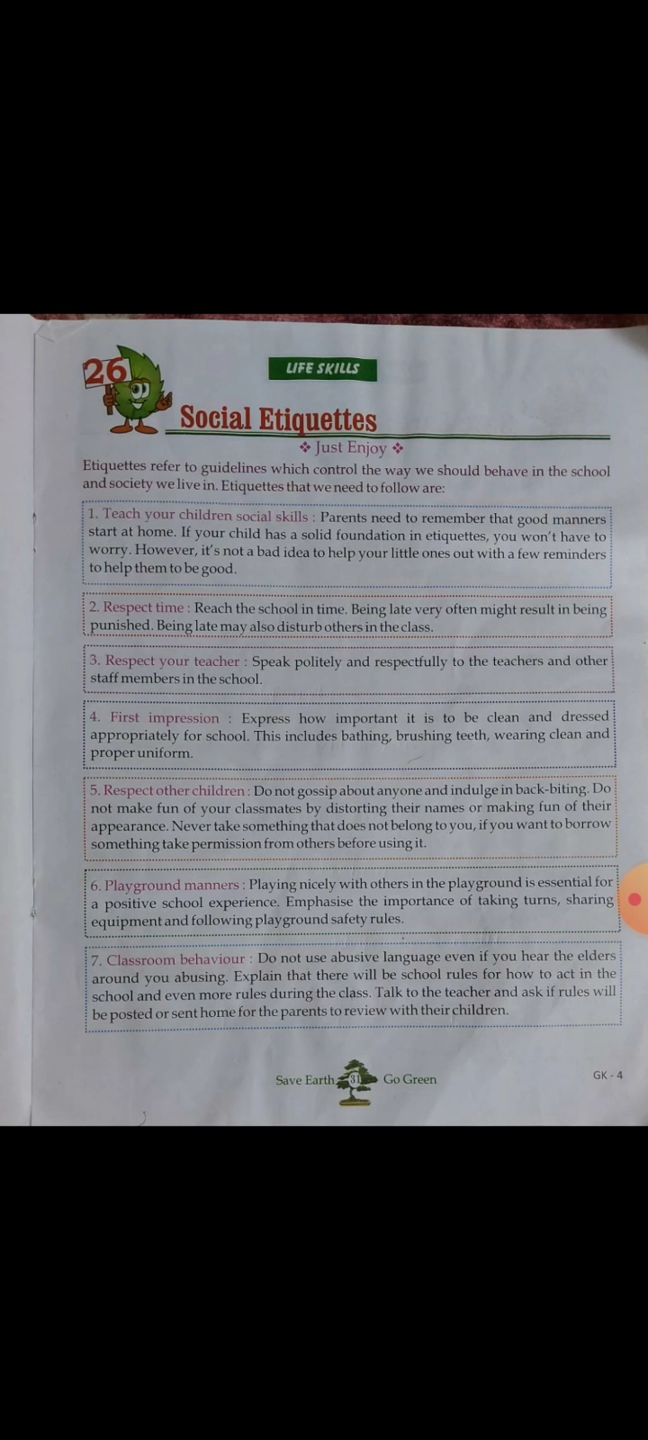 26
LIFE SKILLS
Social Etiquettes
❖ Just Enjoy ❖
Etiquettes refer to guidelines which control the way we should behave in the school
and society we live in. Etiquettes that we need to follow are:
1. Teach your children social skills : Parents need to remember that good manners
start at home. If your child has a solid foundation in etiquettes, you won't have to
worry. However, it's not a bad idea to help your little ones out with a few reminders
to help them to be good.
2. Respect time : Reach the school in time. Being late very often might result in being
punished. Being late may also disturb others in the class.
3. Respect your teacher : Speak politely and respectfully to the teachers and other
staff members in the school.
4. First impression : Express how important it is to be clean and dressed
appropriately for school. This includes bathing, brushing teeth, wearing clean and
proper uniform.
5. Respect other children : Do not gossip about anyone and indulge in back-biting. Do
not make fun of your classmates by distorting their names or making fun of their
appearance. Never take something that does not belong to you, if you want to borrow
something take permission from others before using it.
6. Playground manners : Playing nicely with others in the playground is essential for
a positive school experience. Emphasise the importance of taking turns, sharing
equipment and following playground safety rules.
7. Classroom behaviour : Do not use abusive language even if you hear the elders
around you abusing. Explain that there will be school rules for how to act in the
school and even more rules during the class. Talk to the teacher and ask if rules will
be posted or sent home for the parents to review with their children.
Save Earth 31 Go Green
GK - 4